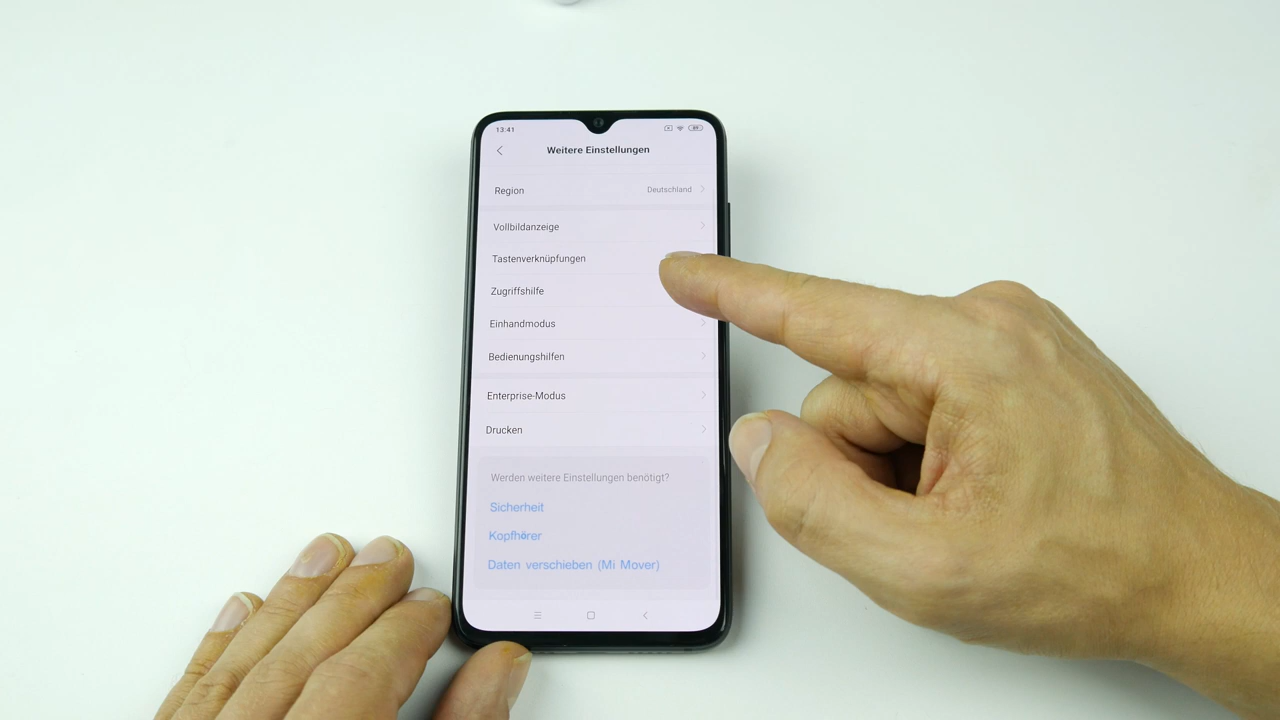 13:41
89
Weitere Einstellungen
Region Deutschland
Vollbildanzeige
Tastenverknüpfungen
Zugriffshilfe
Einhandmodus
Bedienungshilfen
Enterprise-Modus
Drucken
Werden weitere Einstellungen benötigt?
Sicherheit
Kopfhörer
Daten verschieben (Mi Mover)